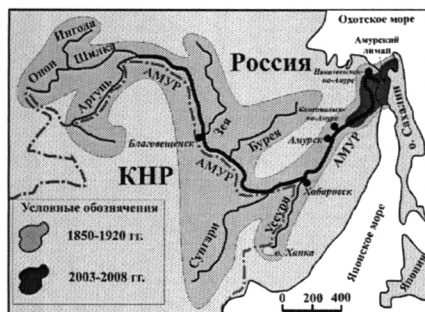 Охотское море
Амурский
лиман
Ингода
Шилка
Онон
Россия
Николаевск-
на-Амуре
Аргунь
АМУР
Зея
Комсомольск-
на-Амуре
о. Сахалин
Благовещенск
Бурея
Амурск
АМУР
АМУР
КНР
Хабаровск
Уссури
Сунгари
Условные обозначения
1850-1920 гг.
2003-2008 гг.
о. Ханка
Японское море
Япония
0 200 400